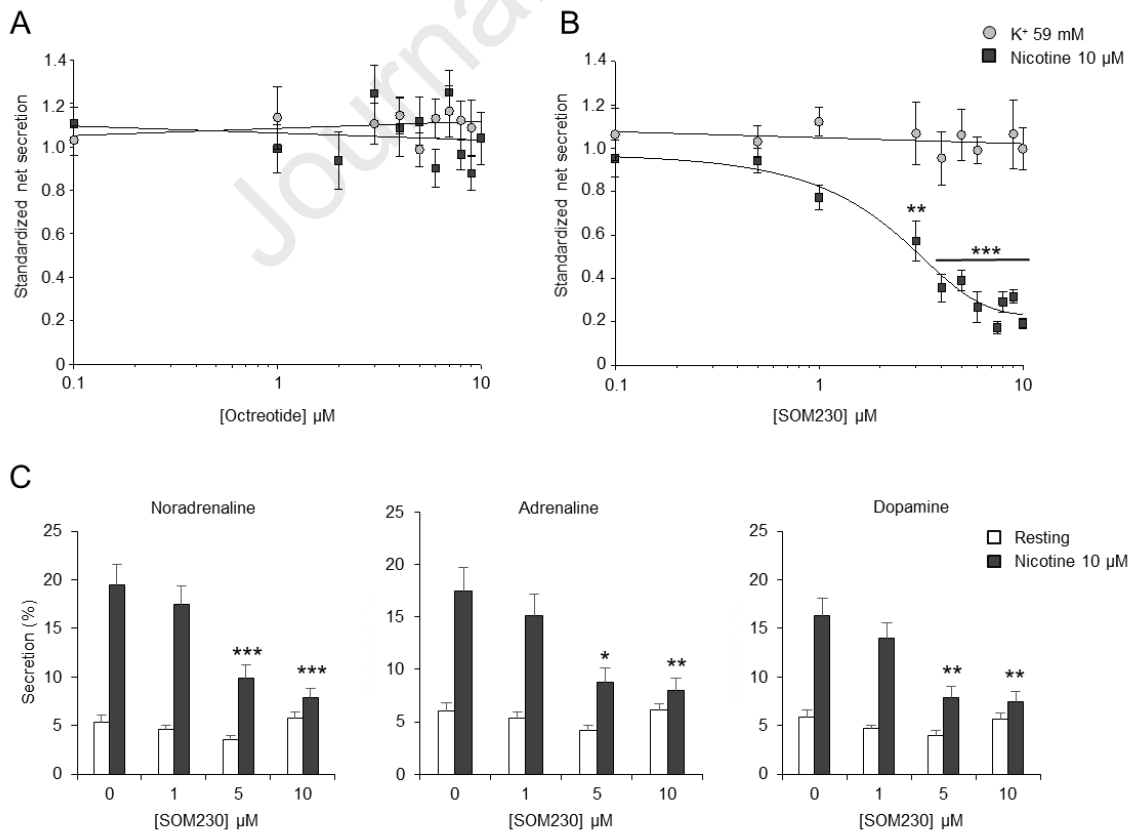 Journa
A
B
K⁺ 59 mM
Nicotine 10 µM
Standardized net secretion
1.4
1.2
1.0
0.8
0.6
0.4
0.2
0
0.1
1
10
[Octreotide] µM
Standardized net secretion
1.4
1.2
1.0
0.8
0.6
0.4
0.2
0
**
***
0.1
1
10
[SOM230] µM
C
Noradrenaline
Secretion (%)
25
20
15
10
5
0
***
***
0 1 5 10
[SOM230] µM
Adrenaline
25
20
15
10
5
0
*
**
0 1 5 10
[SOM230] µM
Dopamine
Resting
Nicotine 10 µM
25
20
15
10
5
0
**
**
0 1 5 10
[SOM230] µM